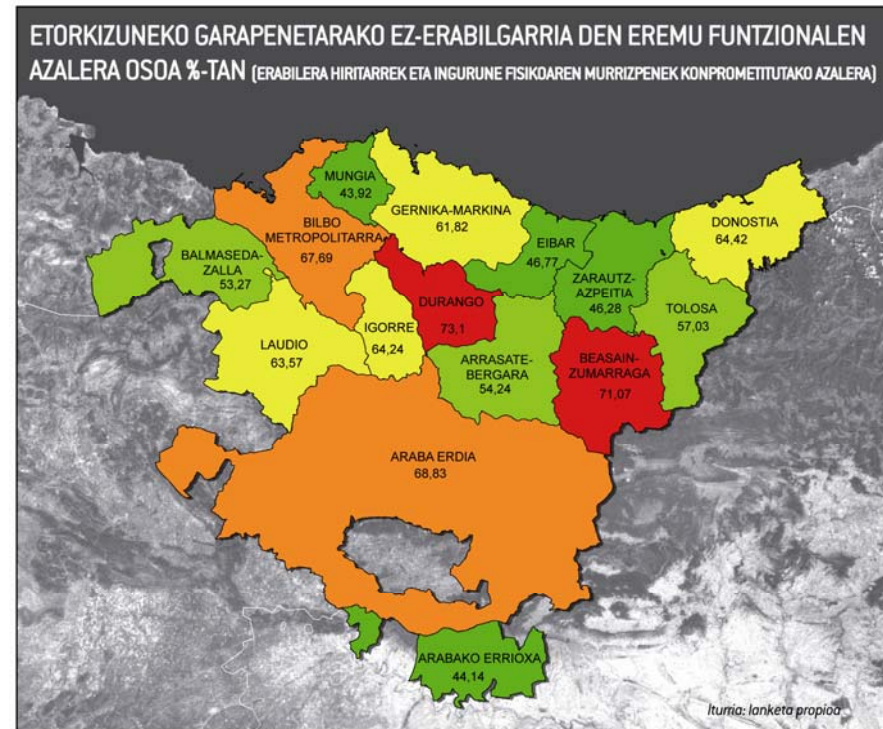 ETORKIZUNEKO GARAPENETARAKO EZ-ERABILGARRIA DEN EREMU FUNTZIONALEN
AZALERA OSOA %-TAN (ERABILERA HIRITARREK ETA INGURUNE FISIKOAREN MURRIZPENEK KONPROMETITUTAKO AZALERA)
MUNGIA
43,92
GERNIKA-MARKINA
61,82
BILBO
METROPOLITARRA
67,69
DONOSTIA
64,42
EIBAR
46,77
BALMASEDA-
ZALLA
53,27
ZARAUTZ-
AZPEITIA
46,28
DURANGO
73,1
TOLOSA
57,03
IGORRE
64,24
LAUDIO
63,57
ARRASATE-
BERGARA
54,24
BEASAIN-
ZUMARRAGA
71,07
ARABA ERDIA
68,83
ARABAKO ERRIOXA
44,14
Iturria: lanketa propioa